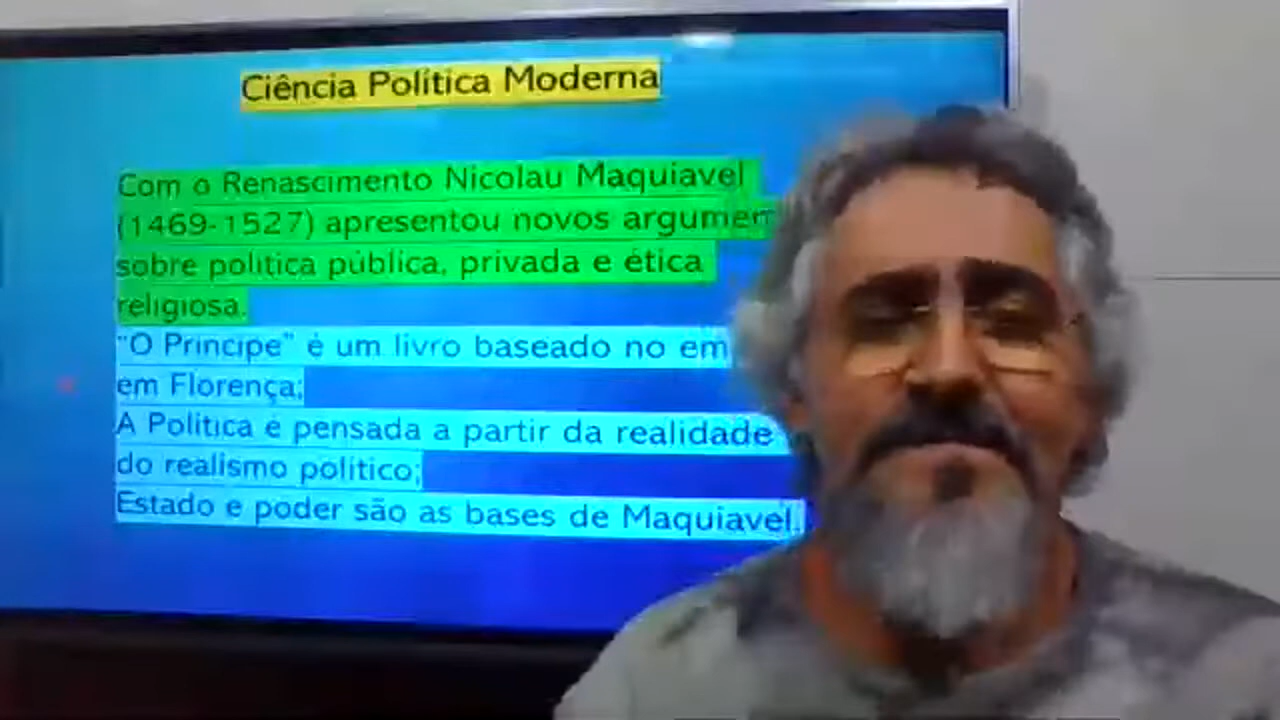 Ciência Política Moderna
Com o Renascimento Nicolau Maquiavel
(1469-1527) apresentou novos argumen
sobre política pública, privada e ética
religiosa.
"O Príncipe" é um livro baseado no em
em Florença;
A Política é pensada a partir da realidade
do realismo político;
Estado e poder são as bases de Maquiavel.